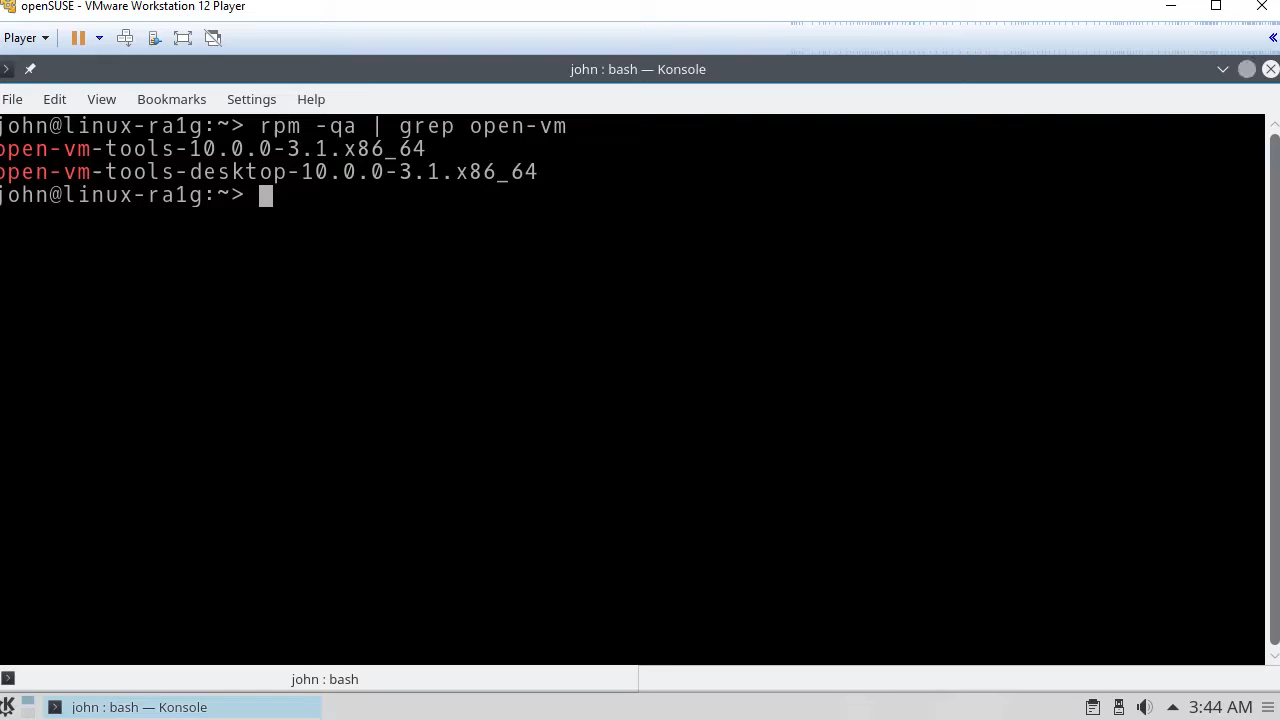 openSUSE - VMware Workstation 12 Player
Player
john : bash — Konsole
File Edit View Bookmarks Settings Help
john@linux-ra1g:~> rpm -qa | grep open-vm
open-vm-tools-10.0.0-3.1.x86_64
open-vm-tools-desktop-10.0.0-3.1.x86_64
john@linux-ra1g:~>
john : bash
john : bash — Konsole
3:44 AM